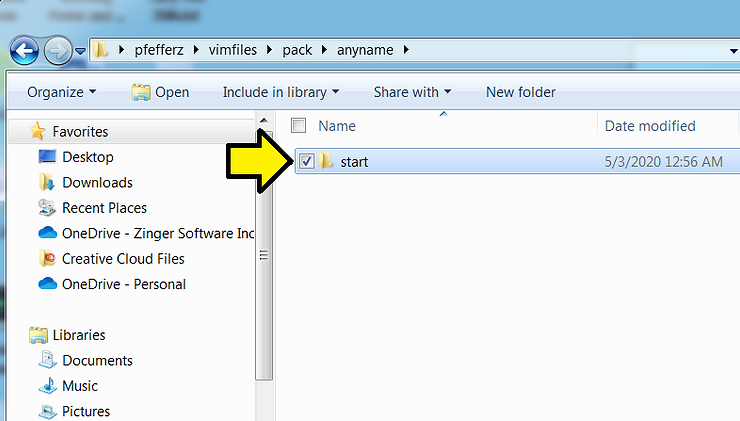 pfefferz vimfiles pack anyname
Organize Open Include in library Share with New folder
Favorites
Desktop
Downloads
Recent Places
OneDrive - Zinger Software Inc
Creative Cloud Files
OneDrive - Personal
Libraries
Documents
Music
Pictures
Name Date modified
start 5/3/2020 12:56 AM